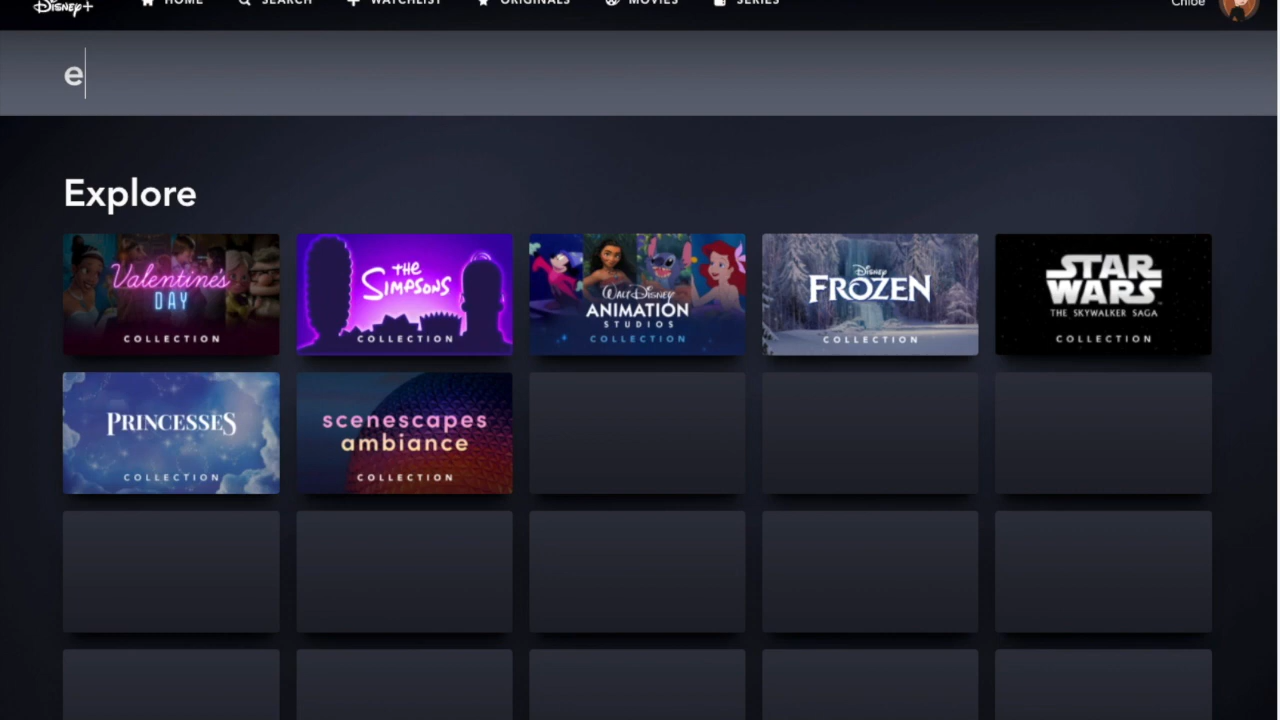 Disney+ HOME SEARCH WATCHLIST ORIGINALS MOVIES SERIES Chloe
e
Explore
Valentine's
DAY
COLLECTION
THE
SIMPSONS
COLLECTION
WALT DISNEY
ANIMATION
STUDIOS
COLLECTION
Disney
FROZEN
COLLECTION
STAR
WARS
THE SKYWALKER SAGA
COLLECTION
PRINCESSES
COLLECTION
scenescapes
ambiance
COLLECTION